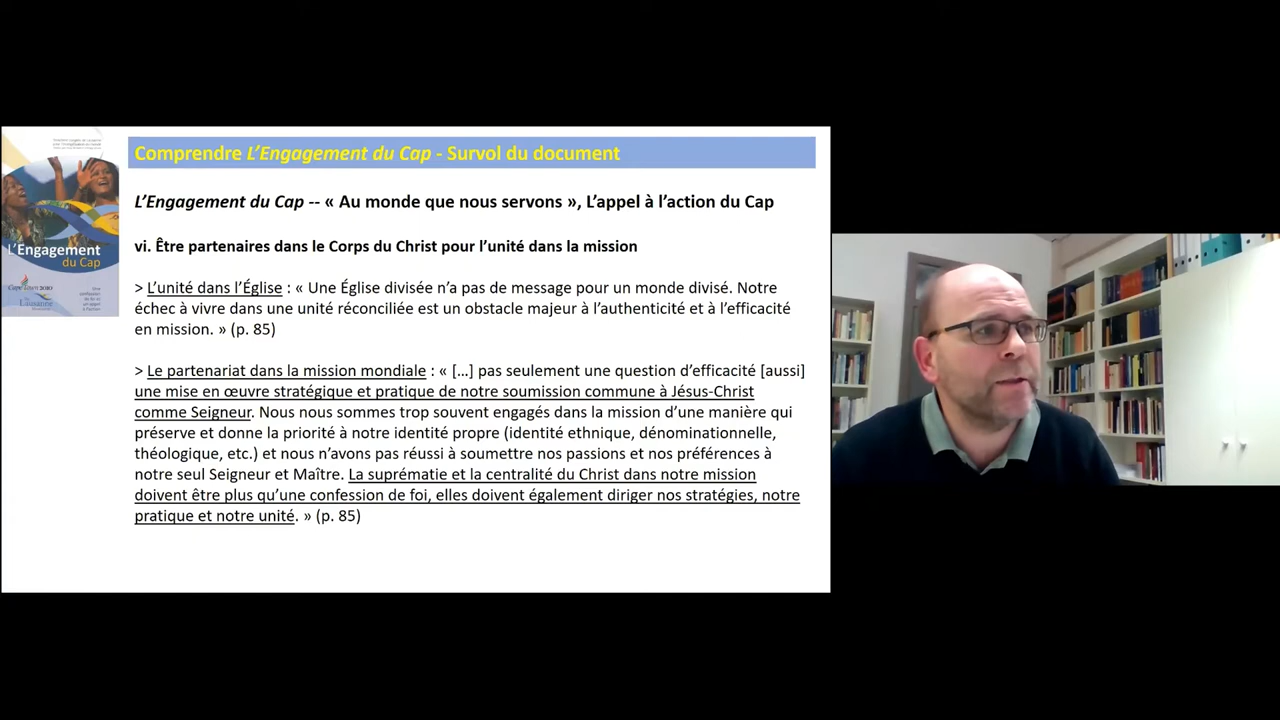 Comprendre L’Engagement du Cap - Survol du document
L’Engagement du Cap -- « Au monde que nous servons », L’appel à l’action du Cap
vi. Être partenaires dans le Corps du Christ pour l’unité dans la mission
> L’unité dans l’Église : « Une Église divisée n’a pas de message pour un monde divisé. Notre
échec à vivre dans une unité réconciliée est un obstacle majeur à l’authenticité et à l’efficacité
en mission. » (p. 85)
> Le partenariat dans la mission mondiale : « […] pas seulement une question d’efficacité [aussi]
une mise en œuvre stratégique et pratique de notre soumission commune à Jésus-Christ
comme Seigneur. Nous nous sommes trop souvent engagés dans la mission d’une manière qui
préserve et donne la priorité à notre identité propre (identité ethnique, dénominationnelle,
théologique, etc.) et nous n’avons pas réussi à soumettre nos passions et nos préférences à
notre seul Seigneur et Maître. La suprématie et la centralité du Christ dans notre mission
doivent être plus qu’une confession de foi, elles doivent également diriger nos stratégies, notre
pratique et notre unité. » (p. 85)
L’Engagement
du Cap